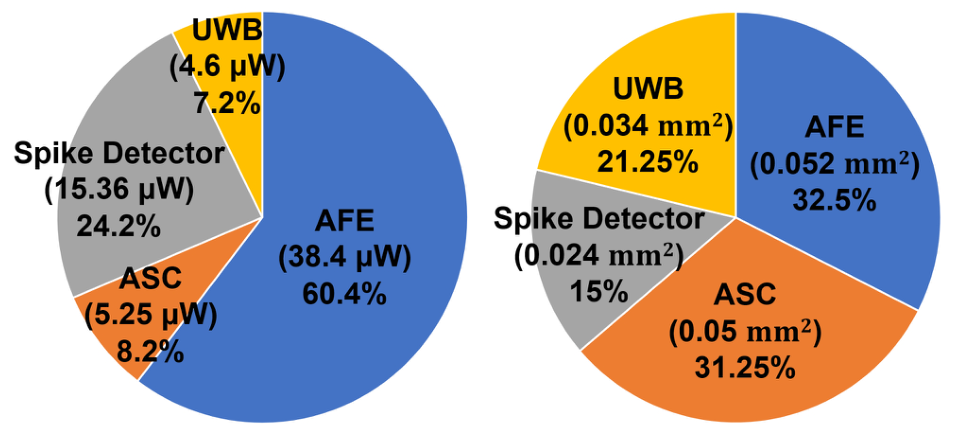 UWB
(4.6 µW)
7.2%
Spike Detector
(15.36 µW)
24.2%
ASC
(5.25 µW)
8.2%
AFE
(38.4 µW)
60.4%
UWB
(0.034 mm²)
21.25%
AFE
(0.052 mm²)
32.5%
Spike Detector
(0.024 mm²)
15%
ASC
(0.05 mm²)
31.25%